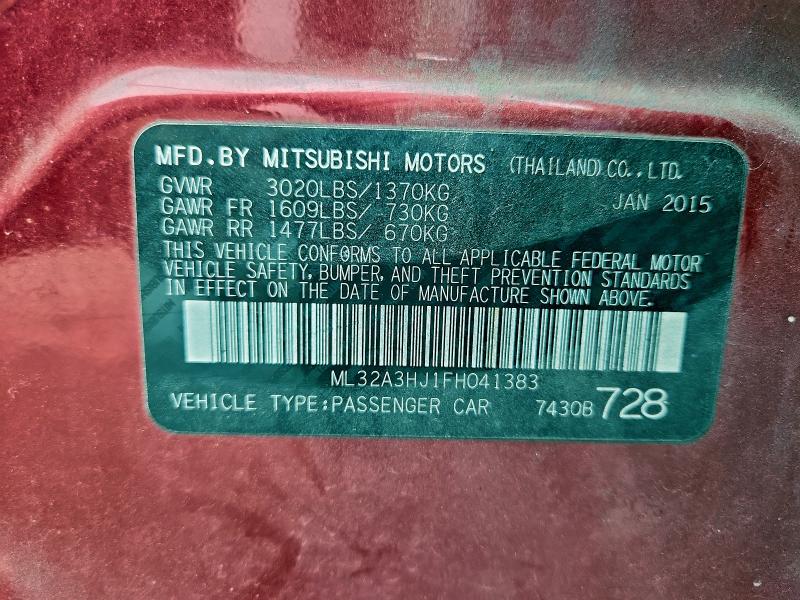 MFD.BY MITSUBISHI MOTORS (THAILAND)CO.,LTD.
GVWR 3020LBS/1370KG JAN 2015
GAWR FR 1609LBS/ 730KG
GAWR RR 1477LBS/ 670KG
THIS VEHICLE CONFORMS TO ALL APPLICABLE FEDERAL MOTOR
VEHICLE SAFETY, BUMPER, AND THEFT PREVENTION STANDARDS
IN EFFECT ON THE DATE OF MANUFACTURE SHOWN ABOVE.
ML32A3HJ1FH041383
VEHICLE TYPE:PASSENGER CAR 7430B 728